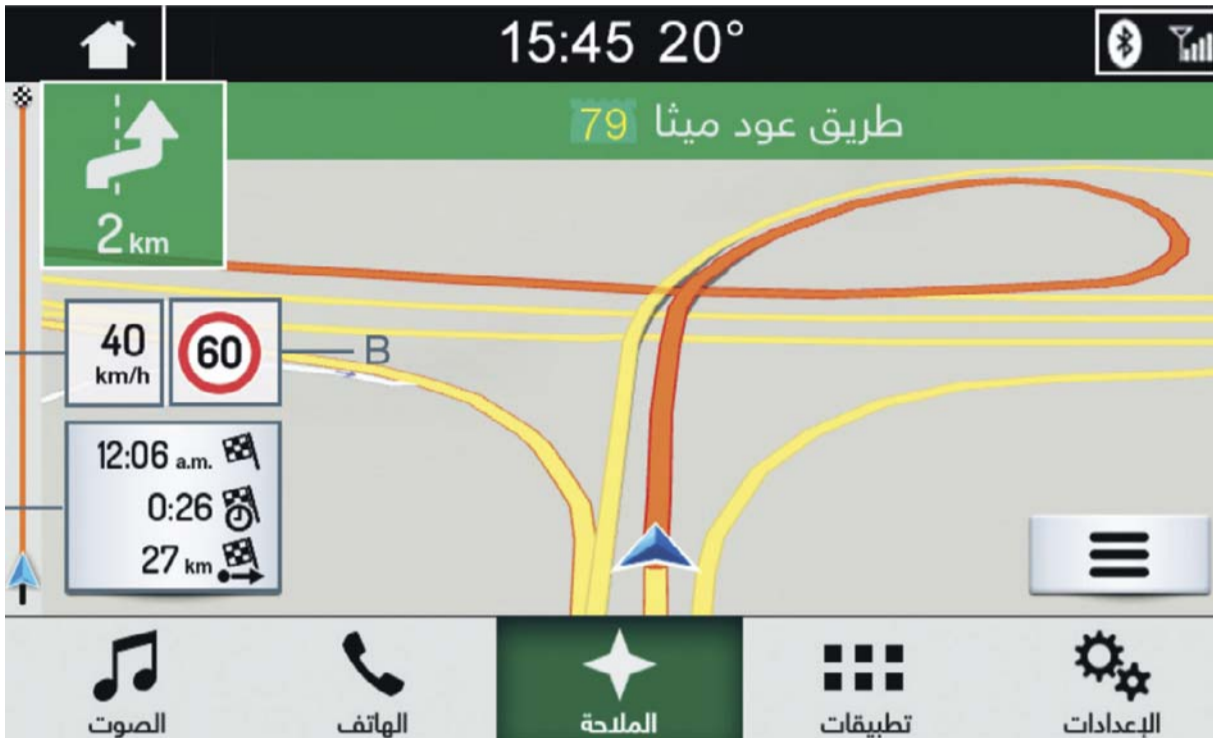 15:45 20°
طريق عود ميثا 79
2 km
40 km/h
60
B
12:06 a.m.
0:26
27 km
الصوت
الهاتف
الملاحة
تطبيقات
الإعدادات